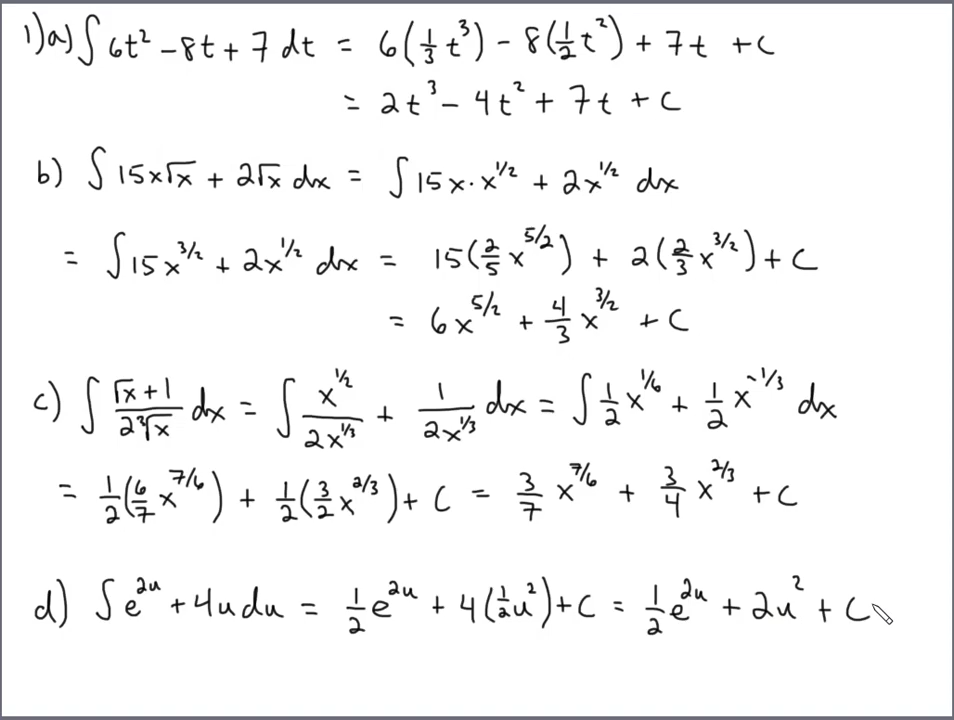 1)a) ∫ 6t² − 8t + 7 dt = 6(1/3 t³) − 8(1/2 t²) + 7t + C
= 2t³ − 4t² + 7t + C
b) ∫ 15x√x + 2√x dx = ∫ 15x·x^(1/2) + 2x^(1/2) dx
= ∫ 15x^(3/2) + 2x^(1/2) dx = 15(2/5 x^(5/2)) + 2(2/3 x^(3/2)) + C
= 6x^(5/2) + 4/3 x^(3/2) + C
c) ∫ (√x + 1)/(2∛x) dx = ∫ x^(1/2)/(2x^(1/3)) + 1/(2x^(1/3)) dx = ∫ 1/2 x^(1/6) + 1/2 x^(−1/3) dx
= 1/2(6/7 x^(7/6)) + 1/2(3/2 x^(2/3)) + C = 3/7 x^(7/6) + 3/4 x^(2/3) + C
d) ∫ e^(2u) + 4u du = 1/2 e^(2u) + 4(1/2 u²) + C = 1/2 e^(2u) + 2u² + C